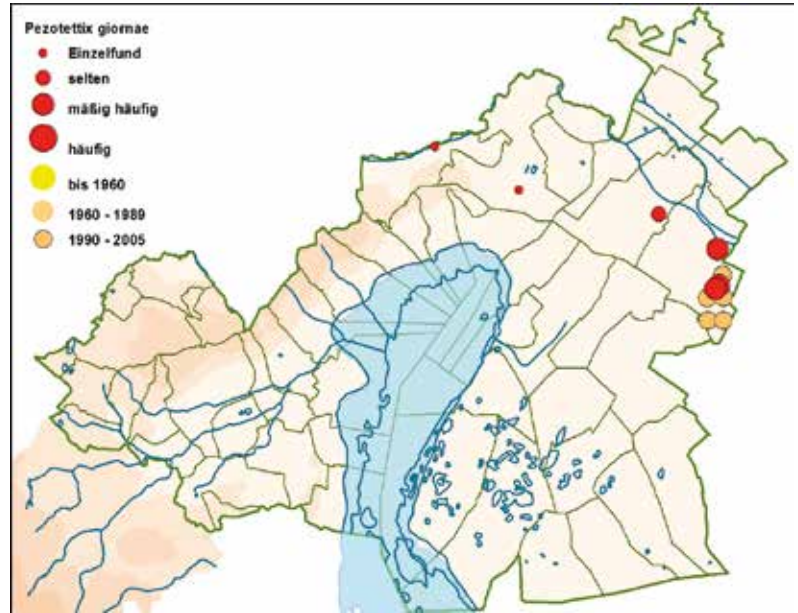 Pezotettix giornae
Einzelfund
selten
mäßig häufig
häufig
bis 1960
1960 - 1989
1990 - 2005